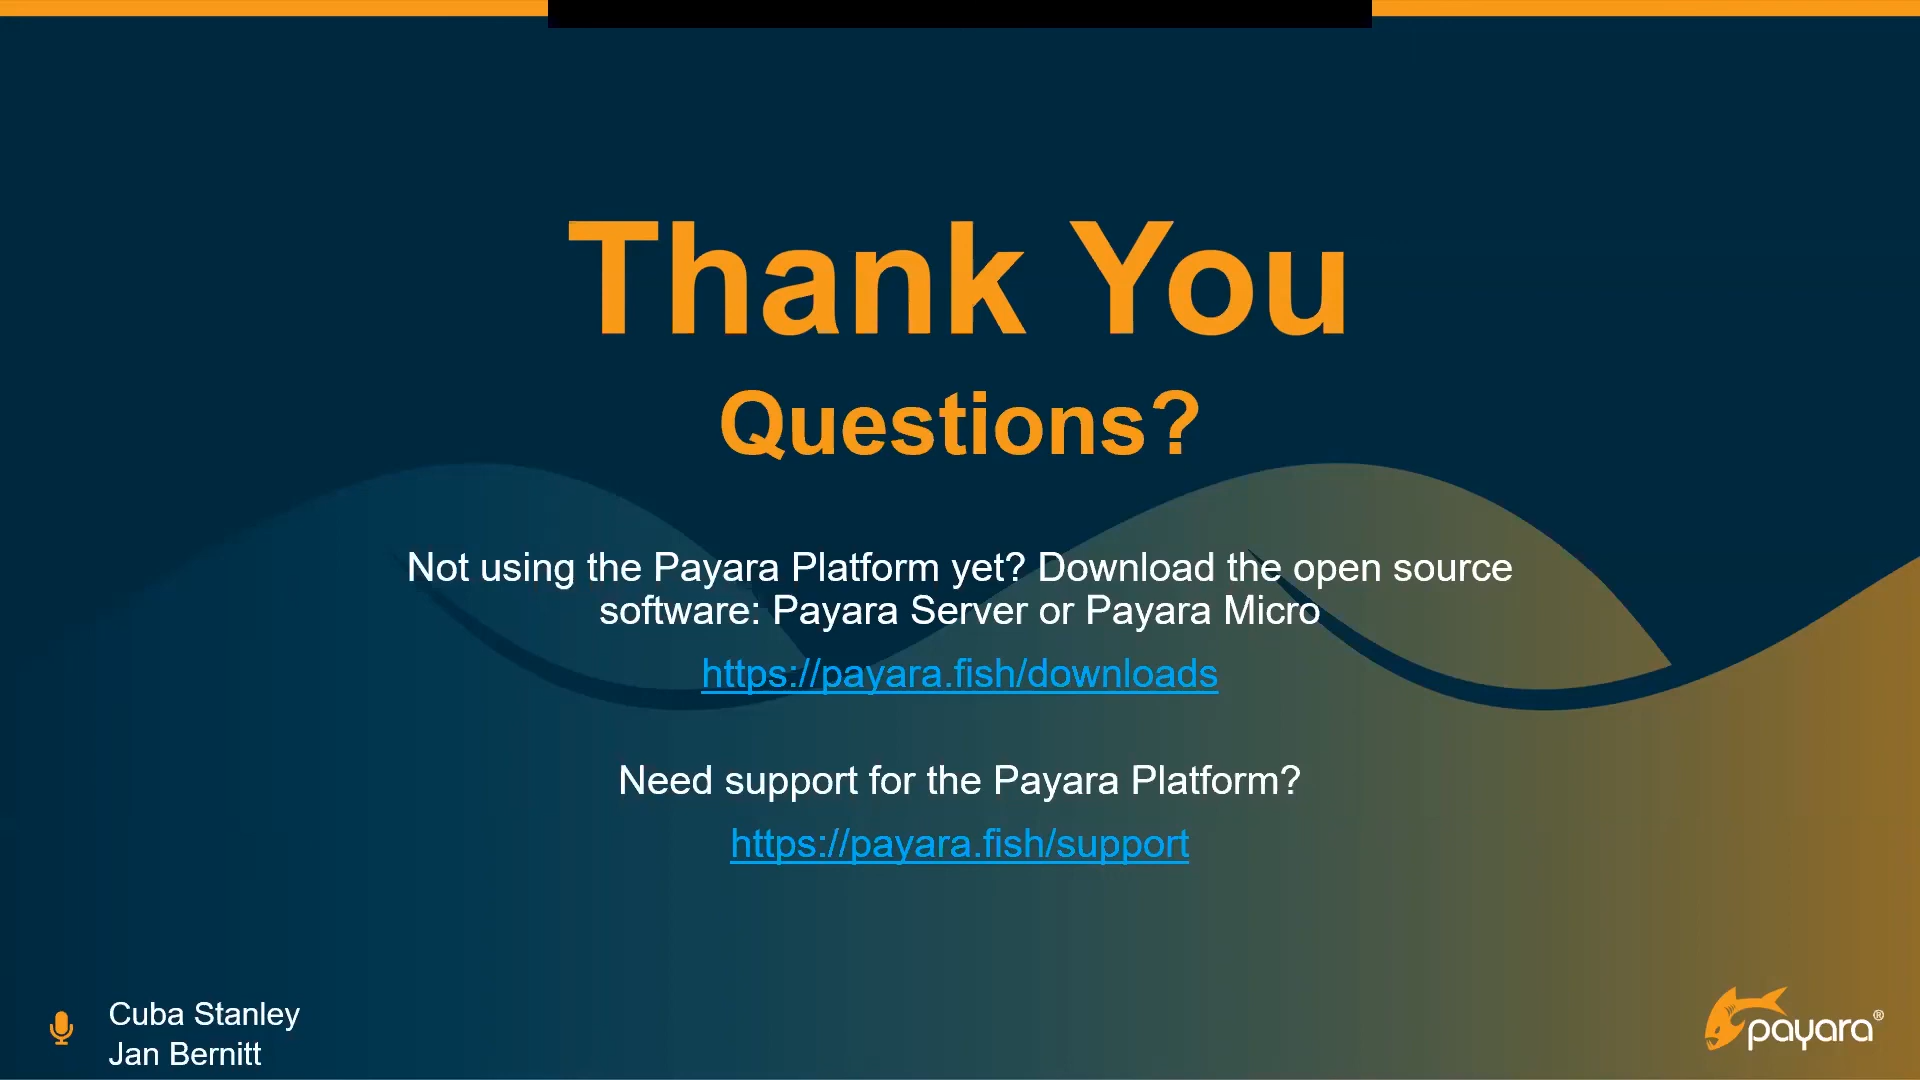 Thank You
Questions?
Not using the Payara Platform yet? Download the open source
software: Payara Server or Payara Micro
https://payara.fish/downloads
Need support for the Payara Platform?
https://payara.fish/support
Cuba Stanley
Jan Bernitt
payara®